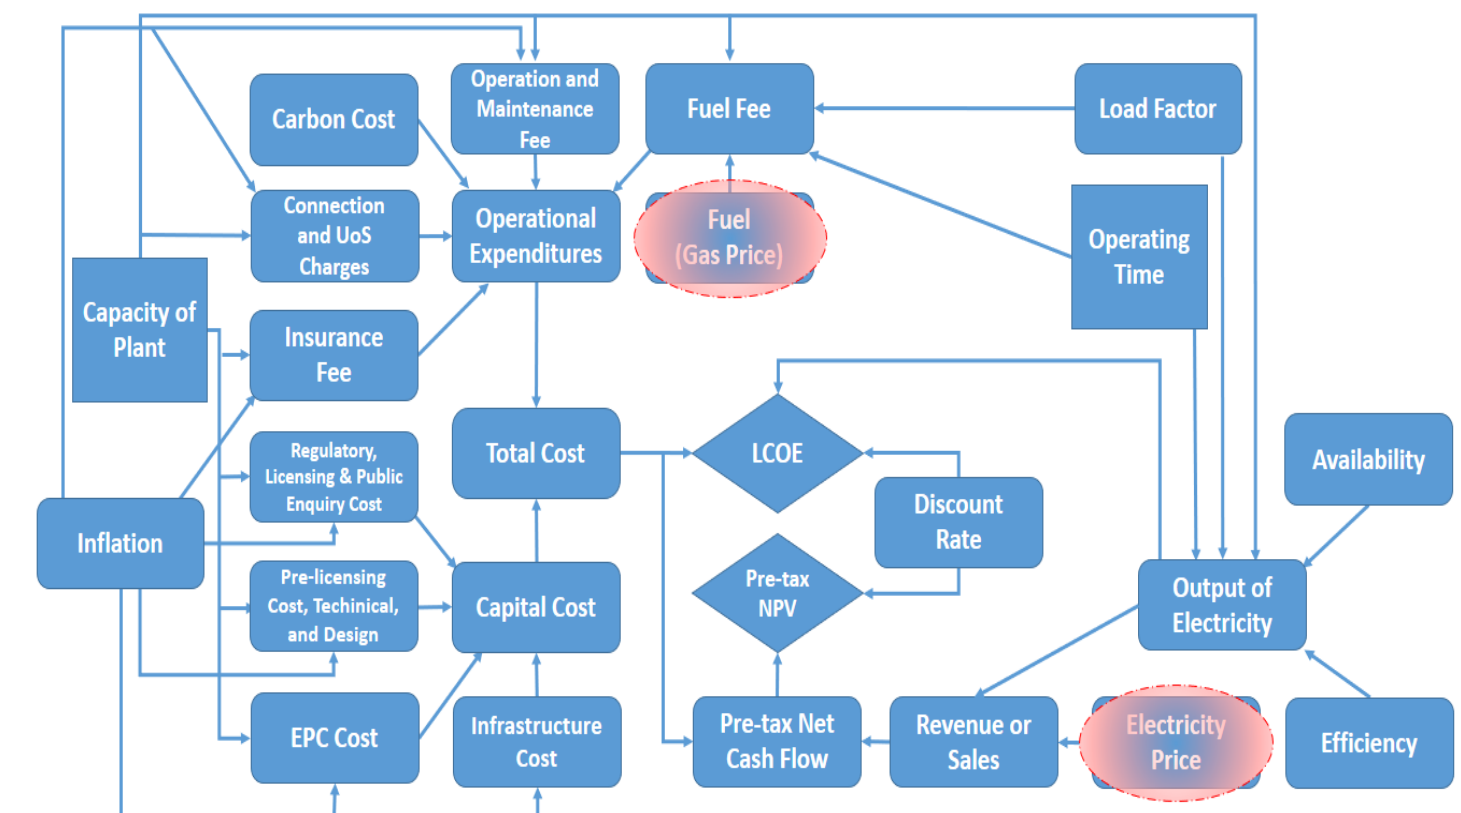 Carbon Cost
Operation and
Maintenance
Fee
Fuel Fee
Load Factor
Connection
and UoS
Charges
Operational
Expenditures
Fuel
(Gas Price)
Operating
Time
Capacity of
Plant
Insurance
Fee
Regulatory,
Licensing & Public
Enquiry Cost
Total Cost
LCOE
Availability
Inflation
Discount
Rate
Pre-licensing
Cost, Techinical,
and Design
Capital Cost
Pre-tax
NPV
Output of
Electricity
EPC Cost
Infrastructure
Cost
Pre-tax Net
Cash Flow
Revenue or
Sales
Electricity
Price
Efficiency